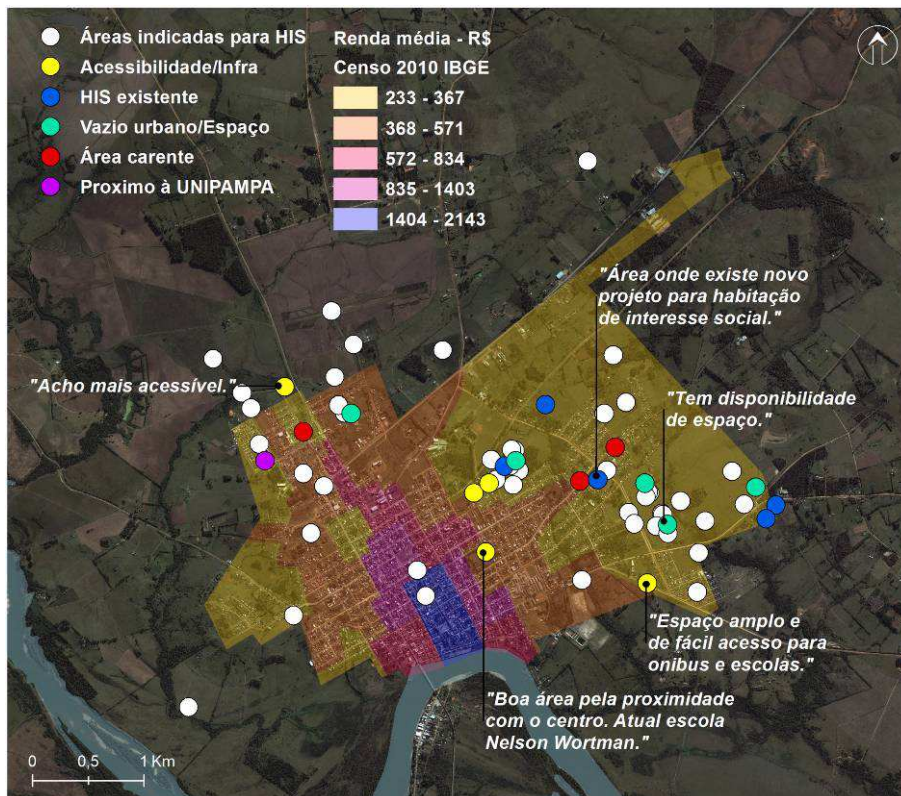 Áreas indicadas para HIS
Acessibilidade/Infra
HIS existente
Vazio urbano/Espaço
Área carente
Proximo à UNIPAMPA
Renda média - R$
Censo 2010 IBGE
233 - 367
368 - 571
572 - 834
835 - 1403
1404 - 2143
"Área onde existe novo
projeto para habitação
de interesse social."
"Acho mais acessível."
"Tem disponibilidade
de espaço."
"Espaço amplo e
de fácil acesso para
onibus e escolas."
"Boa área pela proximidade
com o centro. Atual escola
Nelson Wortman."
0 0,5 1 Km